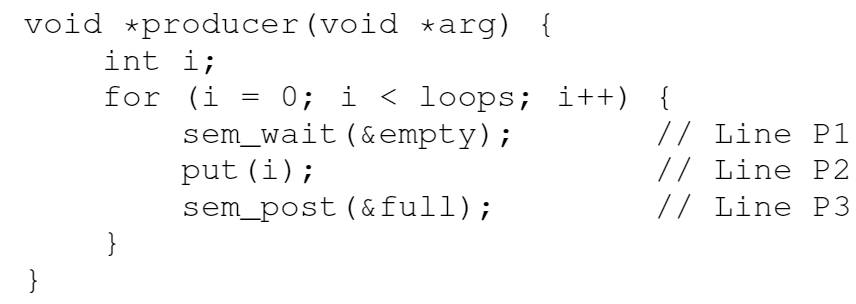 void *producer(void *arg) {
    int i;
    for (i = 0; i < loops; i++) {
        sem_wait(&empty);       // Line P1
        put(i);                 // Line P2
        sem_post(&full);        // Line P3
    }
}